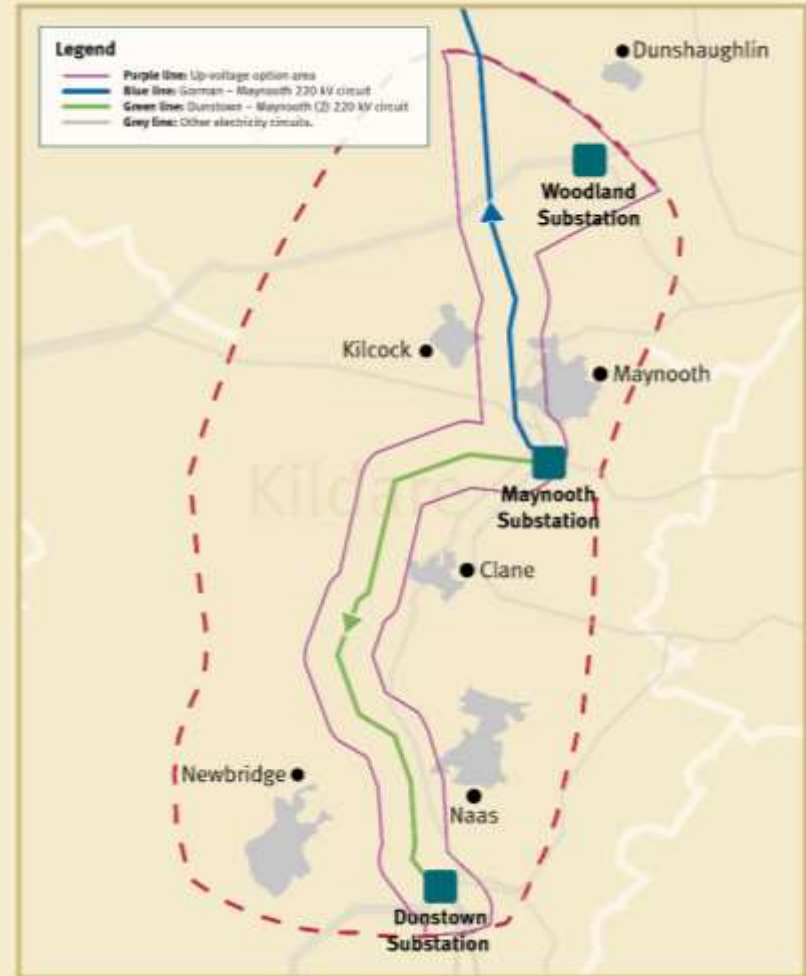 Legend
Purple line: Up-voltage option area
Blue line: Gorman – Maynooth 220 kV circuit
Green line: Dunstown – Maynooth (2) 220 kV circuit
Grey line: Other electricity circuits.
Dunshaughlin
Woodland
Substation
Kilcock
Maynooth
Kildare
Maynooth
Substation
Clane
Newbridge
Naas
Dunstown
Substation